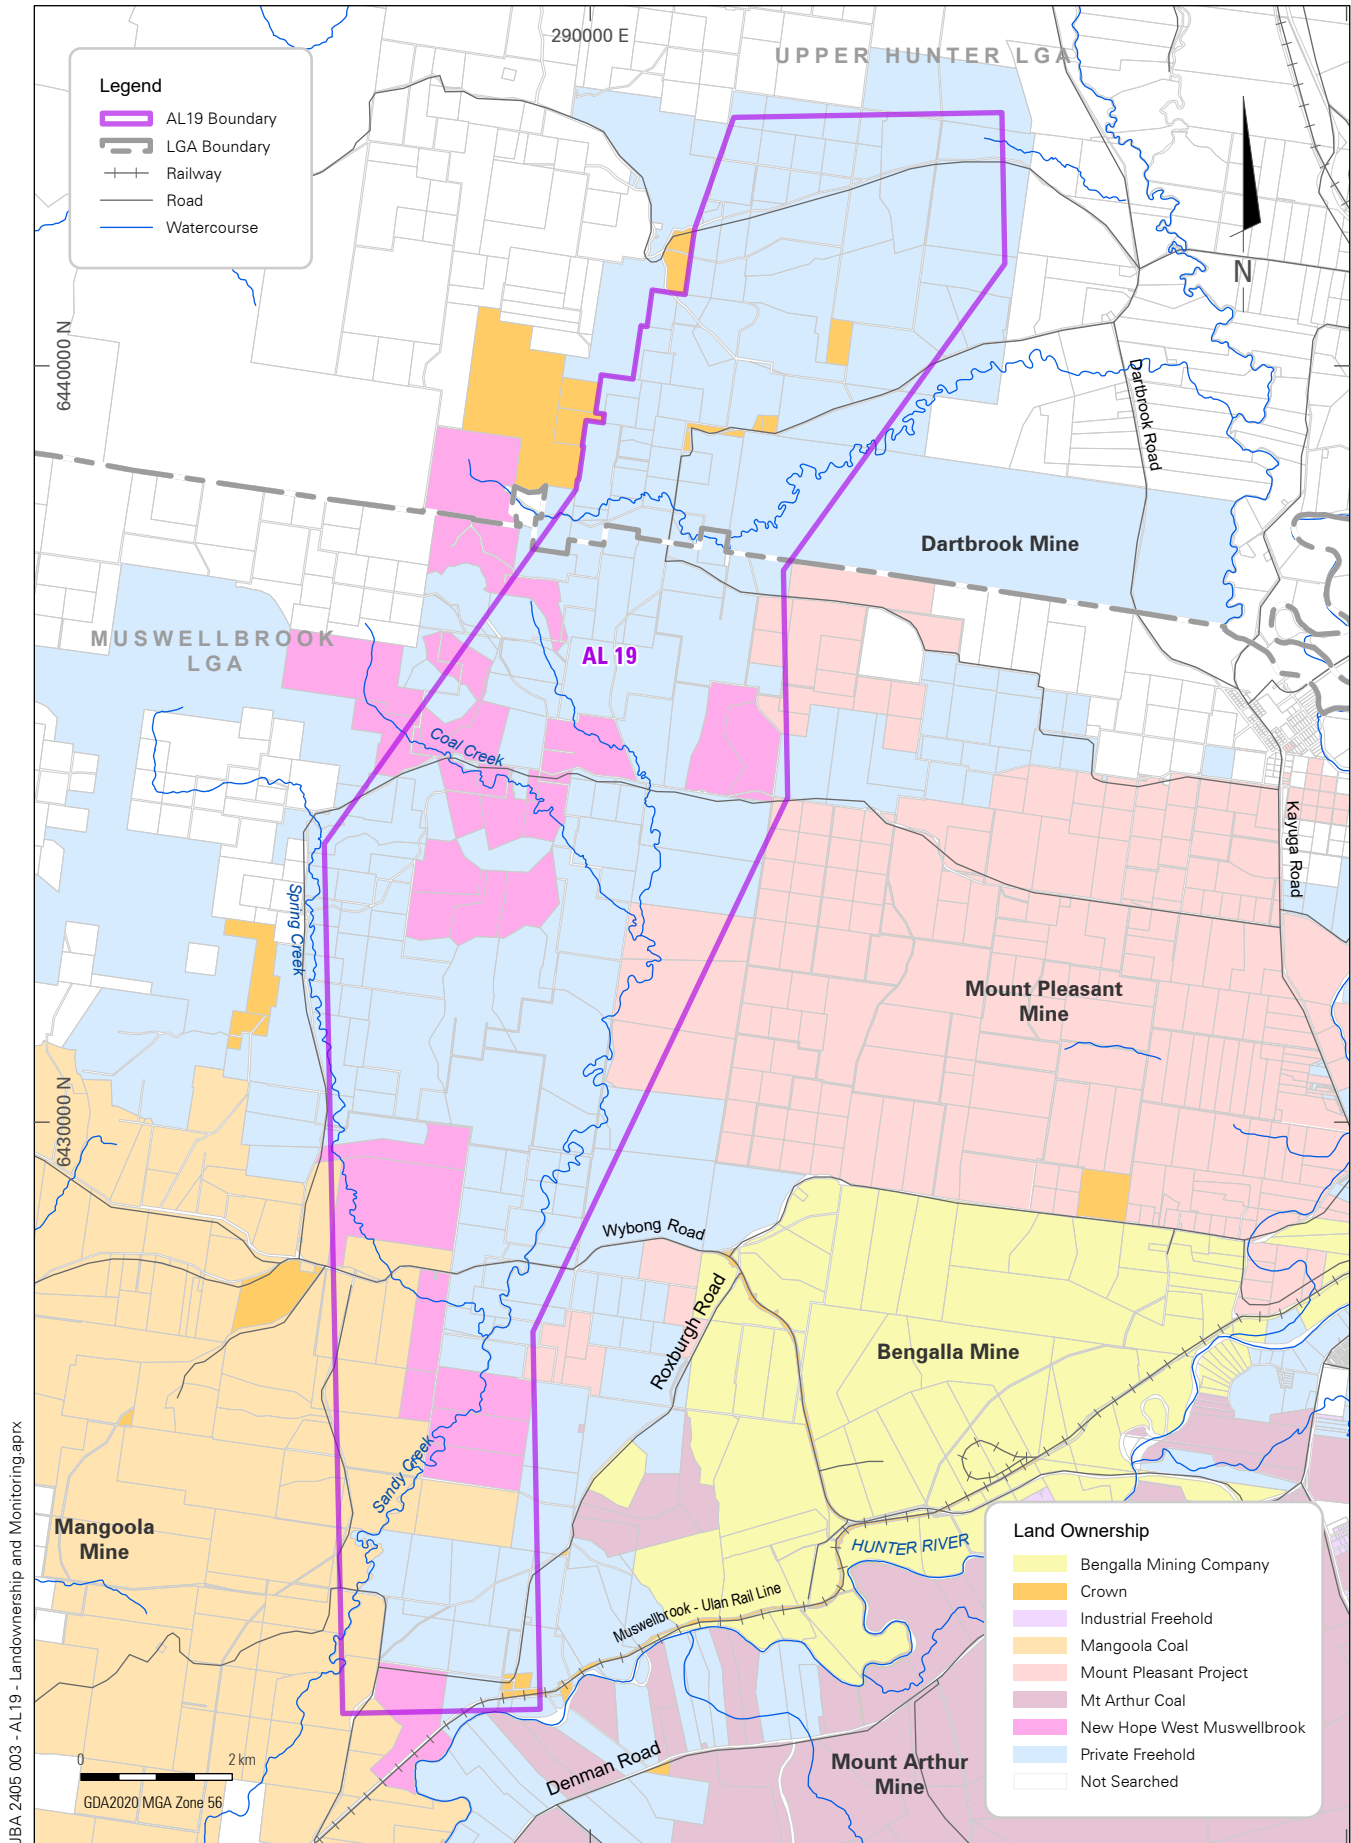 290000 E
UPPER HUNTER LGA
Legend
AL19 Boundary
LGA Boundary
Railway
Road
Watercourse
N
6440000 N
Dartbrook Road
Dartbrook Mine
MUSWELLBROOK
LGA
AL 19
Coal Creek
Kayuga Road
Spring Creek
Mount Pleasant
Mine
6430000 N
Wybong Road
Roxburgh Road
Bengalla Mine
Sandy Creek
Mangoola
Mine
HUNTER RIVER
Muswellbrook - Ulan Rail Line
Denman Road
Mount Arthur
Mine
Land Ownership
Bengalla Mining Company
Crown
Industrial Freehold
Mangoola Coal
Mount Pleasant Project
Mt Arthur Coal
New Hope West Muswellbrook
Private Freehold
Not Searched
0
2 km
GDA2020 MGA Zone 56
JBA 2405 003 - AL19 - Landownership and Monitoring.aprx